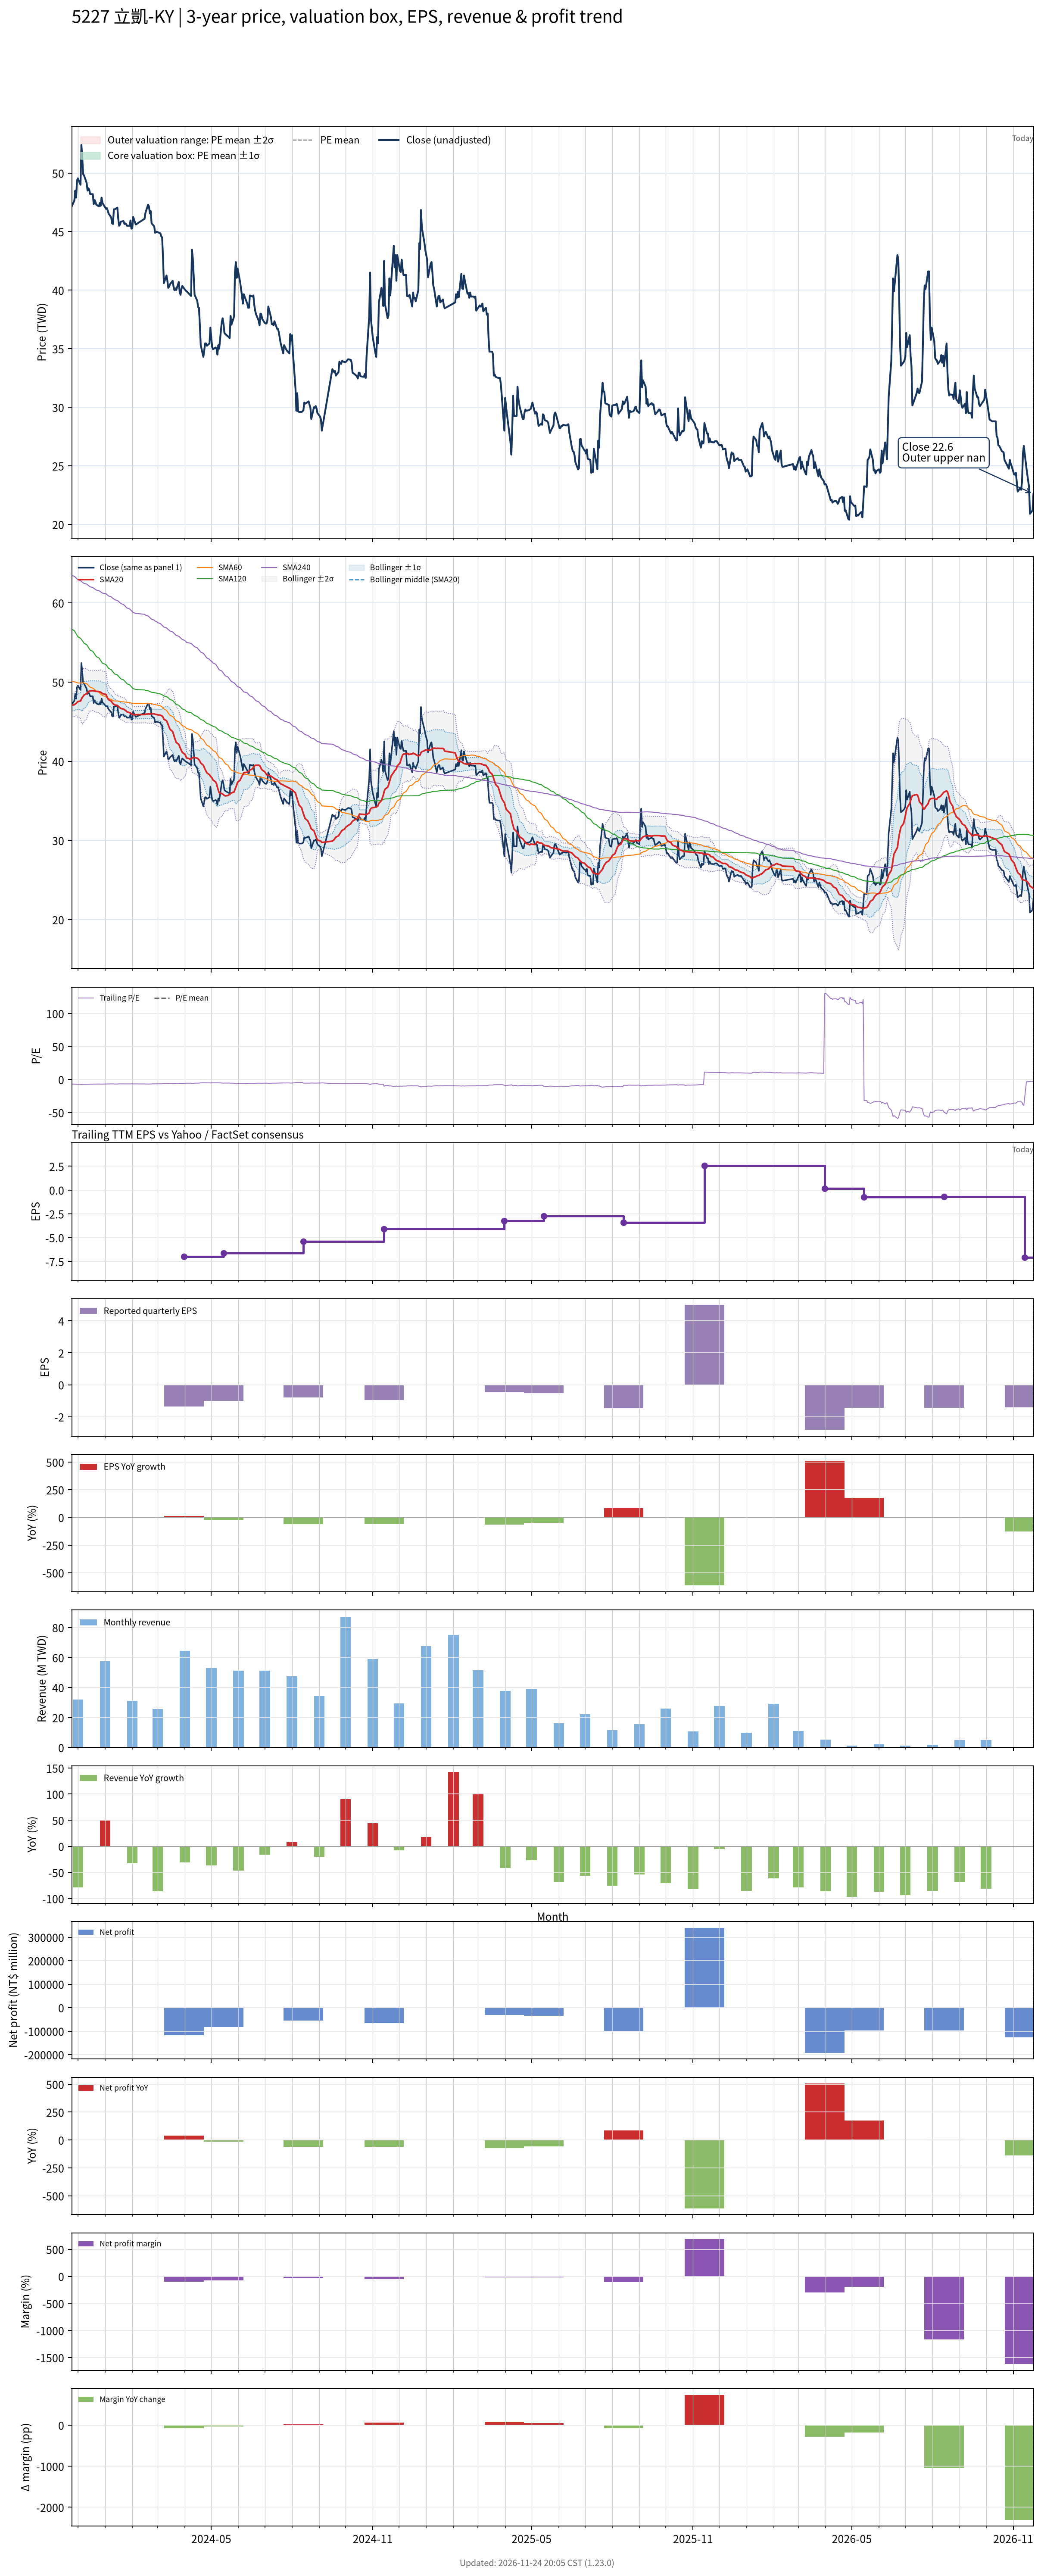 5227 立凱-KY | 3-year price, valuation box, EPS, revenue & profit trend
Outer valuation range: PE mean ±2σ
PE mean
Close (unadjusted)
Core valuation box: PE mean ±1σ
Today
Price (TWD)
50
45
40
35
30
25
20
Close 22.6
Outer upper nan
Close (same as panel 1)
SMA20
SMA60
SMA120
SMA240
Bollinger ±2σ
Bollinger ±1σ
Bollinger middle (SMA20)
Price
60
50
40
30
20
Trailing P/E
P/E mean
P/E
100
50
0
-50
Trailing TTM EPS vs Yahoo / FactSet consensus
Today
EPS
2.5
0.0
-2.5
-5.0
-7.5
Reported quarterly EPS
EPS
4
2
0
-2
EPS YoY growth
YoY (%)
500
250
0
-250
-500
Monthly revenue
Revenue (M TWD)
80
60
40
20
0
Revenue YoY growth
YoY (%)
150
100
50
0
-50
-100
Month
Net profit
Net profit (NT$ million)
300000
200000
100000
0
-100000
-200000
Net profit YoY
YoY (%)
500
250
0
-250
-500
Net profit margin
Margin (%)
500
0
-500
-1000
-1500
Margin YoY change
Δ margin (pp)
0
-1000
-2000
2024-05
2024-11
2025-05
2025-11
2026-05
2026-11
Updated: 2026-11-24 20:05 CST (1.23.0)